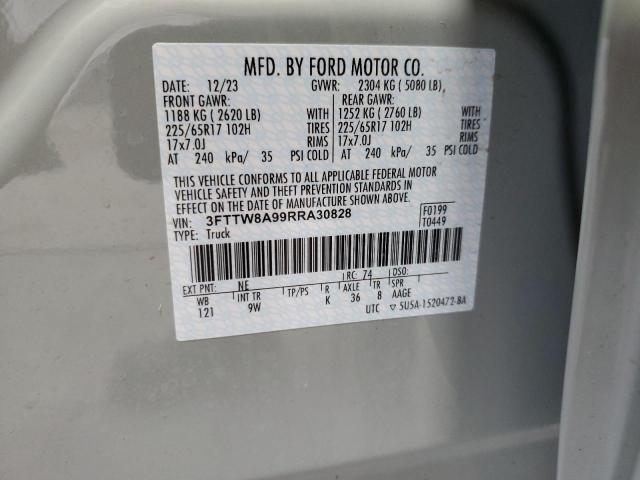 MFD. BY FORD MOTOR CO.
DATE: 12/23 GVWR: 2304 KG ( 5080 LB)
FRONT GAWR: REAR GAWR:
1188 KG ( 2620 LB) WITH 1252 KG ( 2760 LB) WITH
225/65R17 102H TIRES 225/65R17 102H TIRES
17x7.0J RIMS 17x7.0J RIMS
AT 240 kPa/ 35 PSI COLD AT 240 kPa/ 35 PSI COLD
THIS VEHICLE CONFORMS TO ALL APPLICABLE FEDERAL MOTOR
VEHICLE SAFETY AND THEFT PREVENTION STANDARDS IN
EFFECT ON THE DATE OF MANUFACTURE SHOWN ABOVE.
VIN: 3FTTW8A99RRA30828 F0199
TYPE: Truck T0449
EXT PNT: NE RC: 74 DSO:
WB INT TR TP/PS R AXLE TR SPR
121 9W K 36 8 AAGE
UTC ▽ 5U5A-1520472-BA